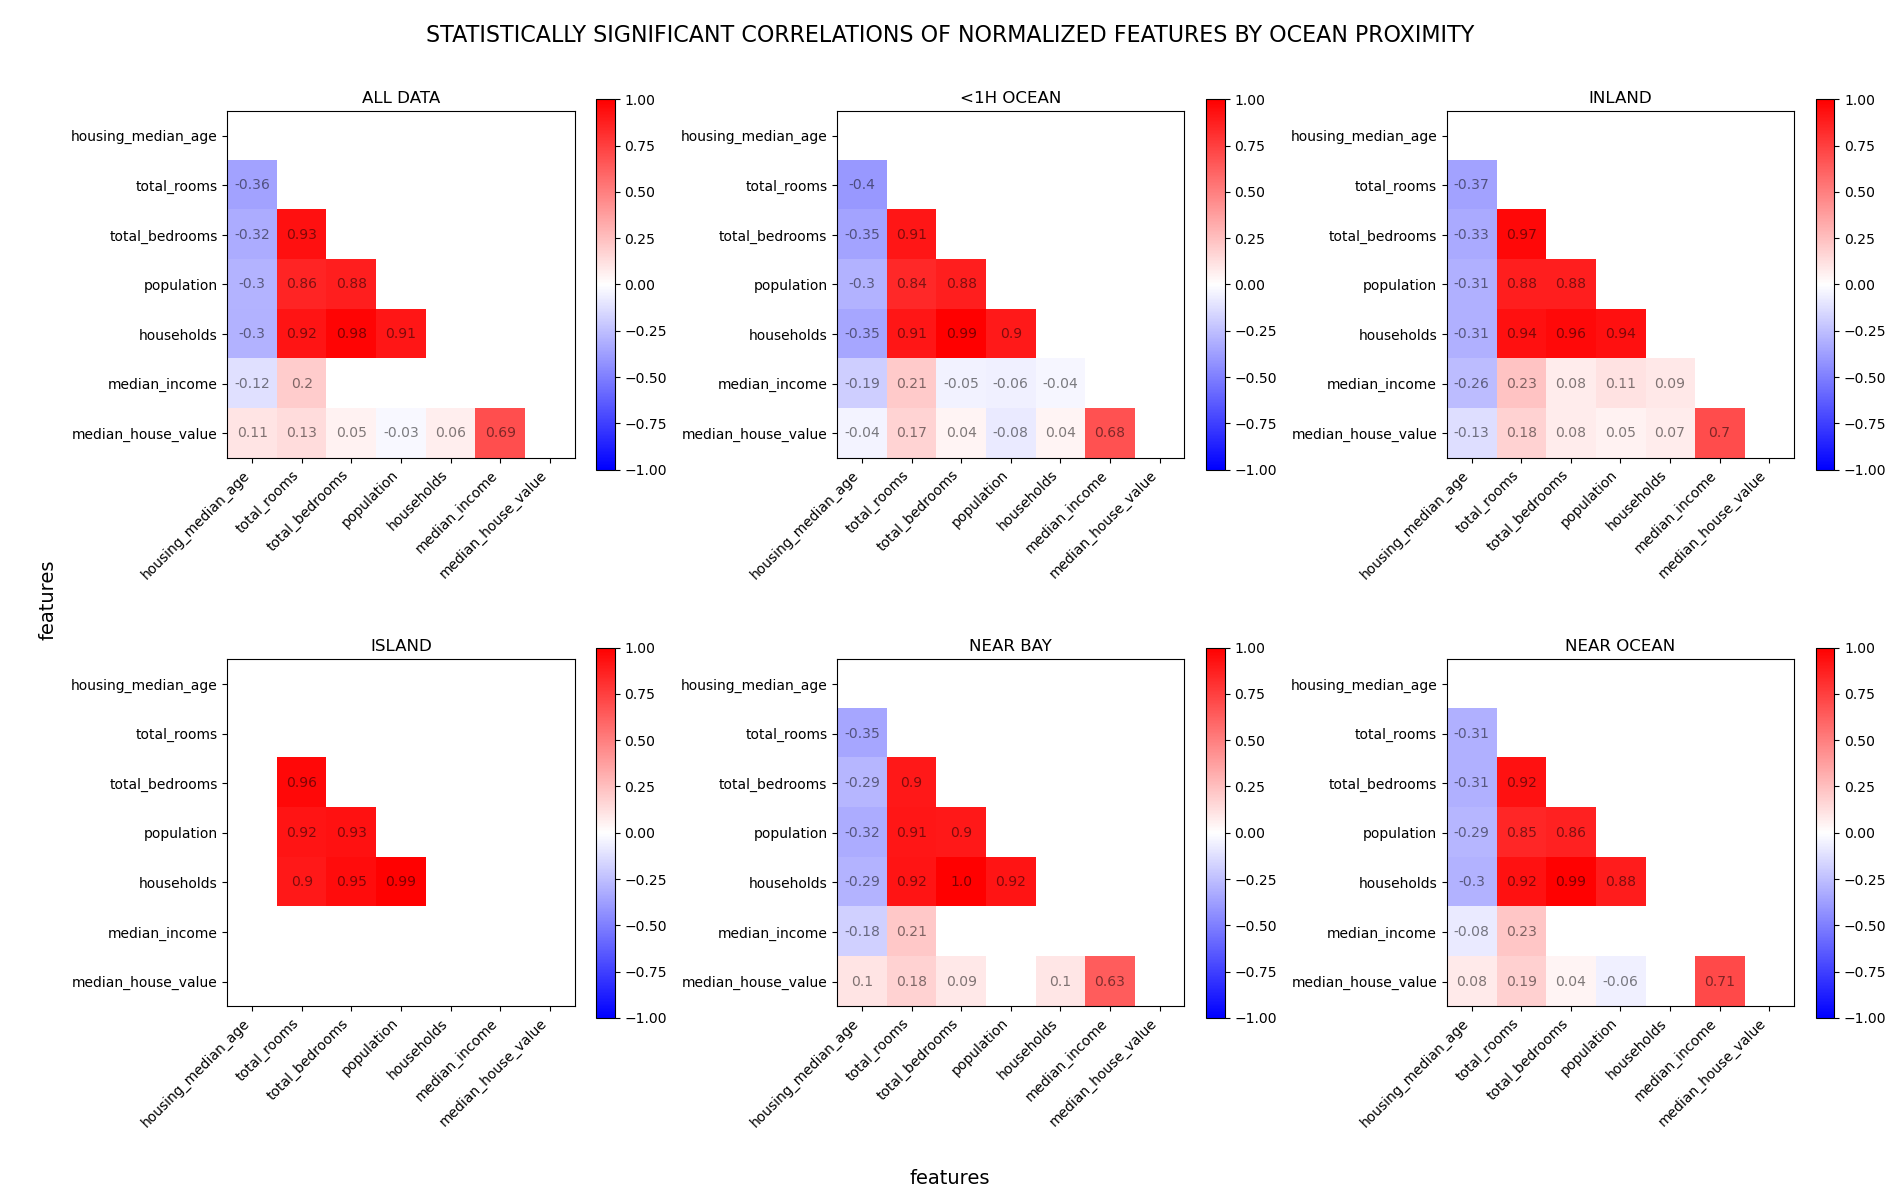 STATISTICALLY SIGNIFICANT CORRELATIONS OF NORMALIZED FEATURES BY OCEAN PROXIMITY
features
ALL DATA
housing_median_age
total_rooms -0.36
total_bedrooms -0.32 0.93
population -0.3 0.86 0.88
households -0.3 0.92 0.98 0.91
median_income -0.12 0.2
median_house_value 0.11 0.13 0.05 -0.03 0.06 0.69
housing_median_age total_rooms total_bedrooms population households median_income median_house_value
1.00
0.75
0.50
0.25
0.00
−0.25
−0.50
−0.75
−1.00
<1H OCEAN
housing_median_age
total_rooms -0.4
total_bedrooms -0.35 0.91
population -0.3 0.84 0.88
households -0.35 0.91 0.99 0.9
median_income -0.19 0.21 -0.05 -0.06 -0.04
median_house_value -0.04 0.17 0.04 -0.08 0.04 0.68
housing_median_age total_rooms total_bedrooms population households median_income median_house_value
1.00
0.75
0.50
0.25
0.00
−0.25
−0.50
−0.75
−1.00
INLAND
housing_median_age
total_rooms -0.37
total_bedrooms -0.33 0.97
population -0.31 0.88 0.88
households -0.31 0.94 0.96 0.94
median_income -0.26 0.23 0.08 0.11 0.09
median_house_value -0.13 0.18 0.08 0.05 0.07 0.7
housing_median_age total_rooms total_bedrooms population households median_income median_house_value
1.00
0.75
0.50
0.25
0.00
−0.25
−0.50
−0.75
−1.00
ISLAND
housing_median_age
total_rooms
total_bedrooms 0.96
population 0.92 0.93
households 0.9 0.95 0.99
median_income
median_house_value
housing_median_age total_rooms total_bedrooms population households median_income median_house_value
1.00
0.75
0.50
0.25
0.00
−0.25
−0.50
−0.75
−1.00
NEAR BAY
housing_median_age
total_rooms -0.35
total_bedrooms -0.29 0.9
population -0.32 0.91 0.9
households -0.29 0.92 1.0 0.92
median_income -0.18 0.21
median_house_value 0.1 0.18 0.09 0.1 0.63
housing_median_age total_rooms total_bedrooms population households median_income median_house_value
1.00
0.75
0.50
0.25
0.00
−0.25
−0.50
−0.75
−1.00
NEAR OCEAN
housing_median_age
total_rooms -0.31
total_bedrooms -0.31 0.92
population -0.29 0.85 0.86
households -0.3 0.92 0.99 0.88
median_income -0.08 0.23
median_house_value 0.08 0.19 0.04 -0.06 0.71
housing_median_age total_rooms total_bedrooms population households median_income median_house_value
1.00
0.75
0.50
0.25
0.00
−0.25
−0.50
−0.75
−1.00
features